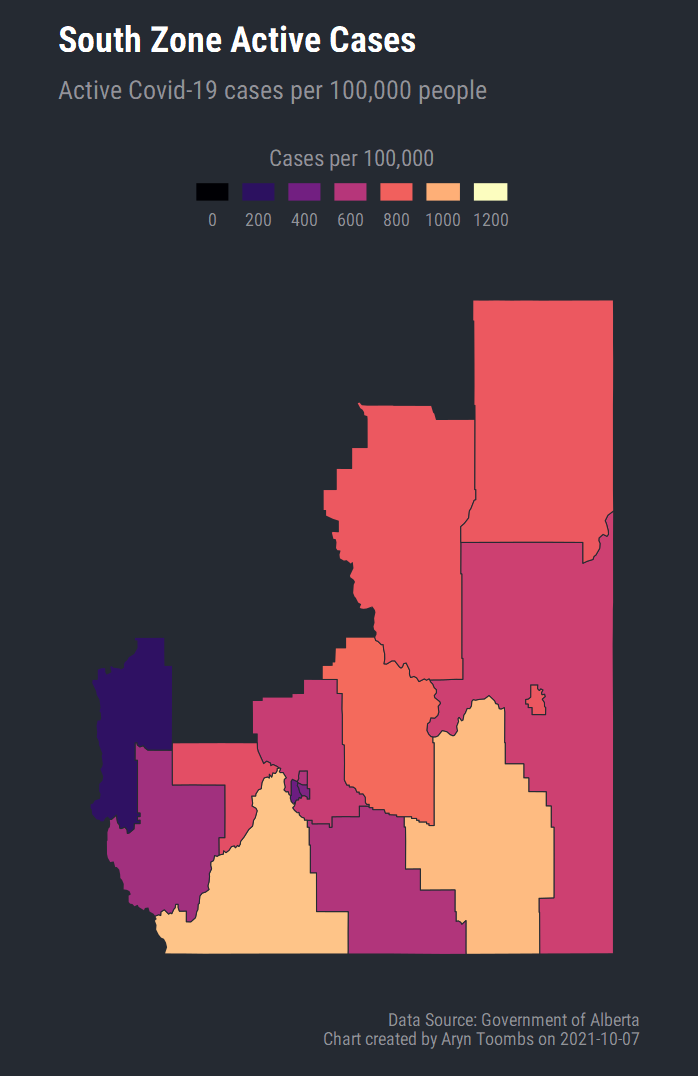 South Zone Active Cases
Active Covid-19 cases per 100,000 people
Cases per 100,000
0 200 400 600 800 1000 1200
Data Source: Government of Alberta
Chart created by Aryn Toombs on 2021-10-07